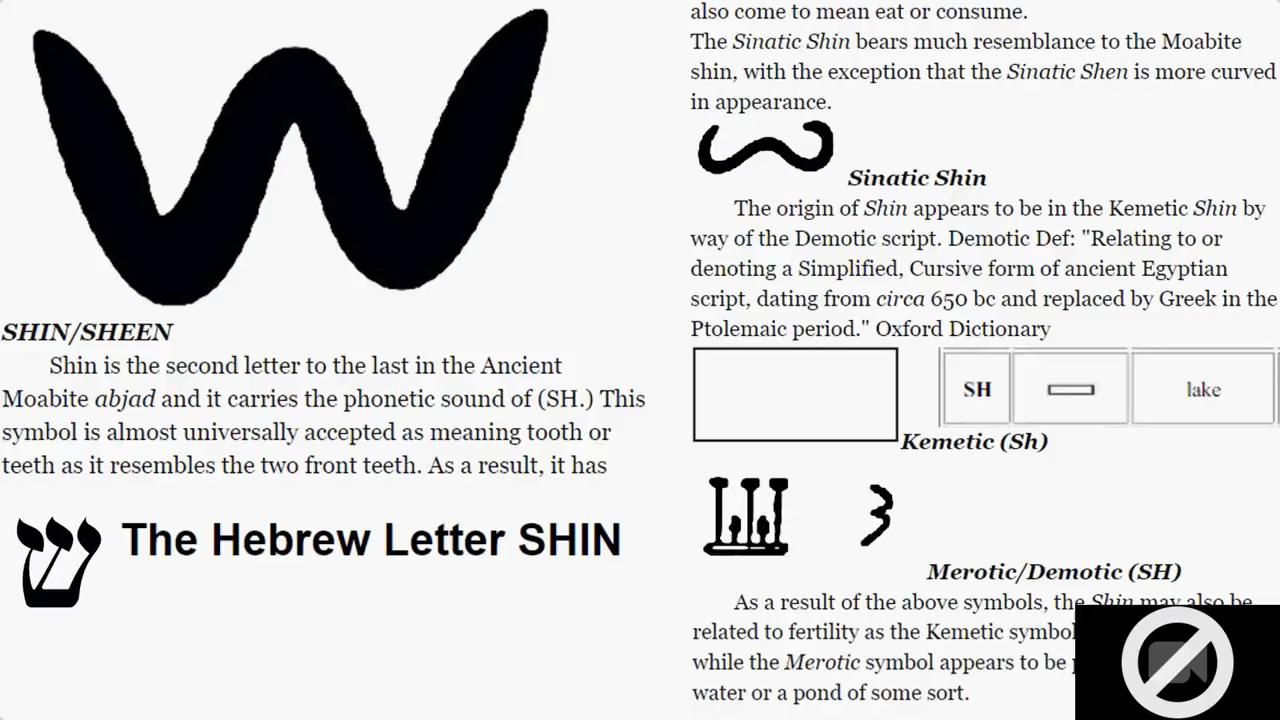 SHIN/SHEEN
Shin is the second letter to the last in the Ancient
Moabite abjad and it carries the phonetic sound of (SH.) This
symbol is almost universally accepted as meaning tooth or
teeth as it resembles the two front teeth. As a result, it has
ש The Hebrew Letter SHIN
also come to mean eat or consume.
The Sinatic Shin bears much resemblance to the Moabite
shin, with the exception that the Sinatic Shen is more curved
in appearance.
Sinatic Shin
The origin of Shin appears to be in the Kemetic Shin by
way of the Demotic script. Demotic Def: "Relating to or
denoting a Simplified, Cursive form of ancient Egyptian
script, dating from circa 650 bc and replaced by Greek in the
Ptolemaic period." Oxford Dictionary
SH lake
Kemetic (Sh)
Merotic/Demotic (SH)
As a result of the above symbols, the Shin may also be
related to fertility as the Kemetic symbol
while the Merotic symbol appears to be
water or a pond of some sort.